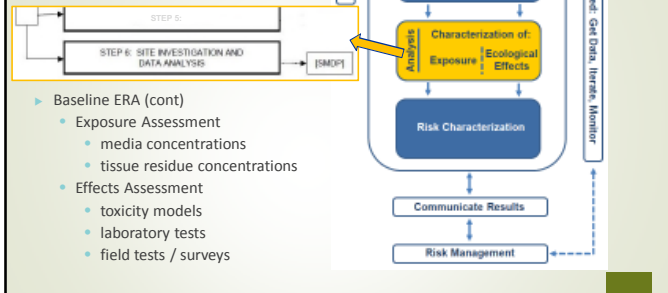 STEP 5:
STEP 6: SITE INVESTIGATION AND
DATA ANALYSIS
[SMDP]
Baseline ERA (cont)
Exposure Assessment
media concentrations
tissue residue concentrations
Effects Assessment
toxicity models
laboratory tests
field tests / surveys
Analysis
Characterization of:
Exposure
Ecological
Effects
Risk Characterization
Communicate Results
Risk Management
ed: Get Data, Iterate, Monitor